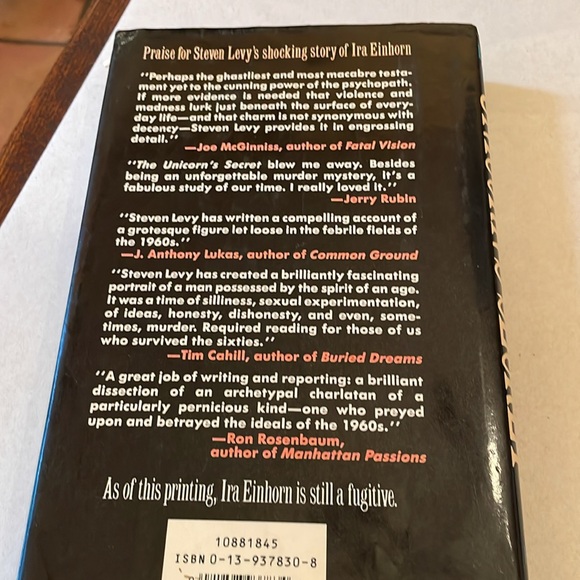 Praise for Steven Levy's shocking story of Ira Einhorn
"Perhaps the ghastliest and most macabre testa-
ment yet to the cunning power of the psychopath.
If more evidence is needed that violence and
madness lurk just beneath the surface of every-
day life—and that charm is not synonymous with
decency—Steven Levy provides it in engrossing
detail."
—Joe McGinniss, author of Fatal Vision
"The Unicorn's Secret blew me away. Besides
being an unforgettable murder mystery, it's a
fabulous study of our time. I really loved it."
—Jerry Rubin
"Steven Levy has written a compelling account of
a grotesque figure let loose in the febrile fields of
the 1960s."
—J. Anthony Lukas, author of Common Ground
"Steven Levy has created a brilliantly fascinating
portrait of a man possessed by the spirit of an age.
It was a time of silliness, sexual experimentation,
of ideas, honesty, dishonesty, and even, some-
times, murder. Required reading for those of us
who survived the sixties."
—Tim Cahill, author of Buried Dreams
"A great job of writing and reporting: a brilliant
dissection of an archetypal charlatan of a
particularly pernicious kind—one who preyed
upon and betrayed the ideals of the 1960s."
—Ron Rosenbaum,
author of Manhattan Passions
As of this printing, Ira Einhorn is still a fugitive.
10881845
ISBN 0-13-937830-8